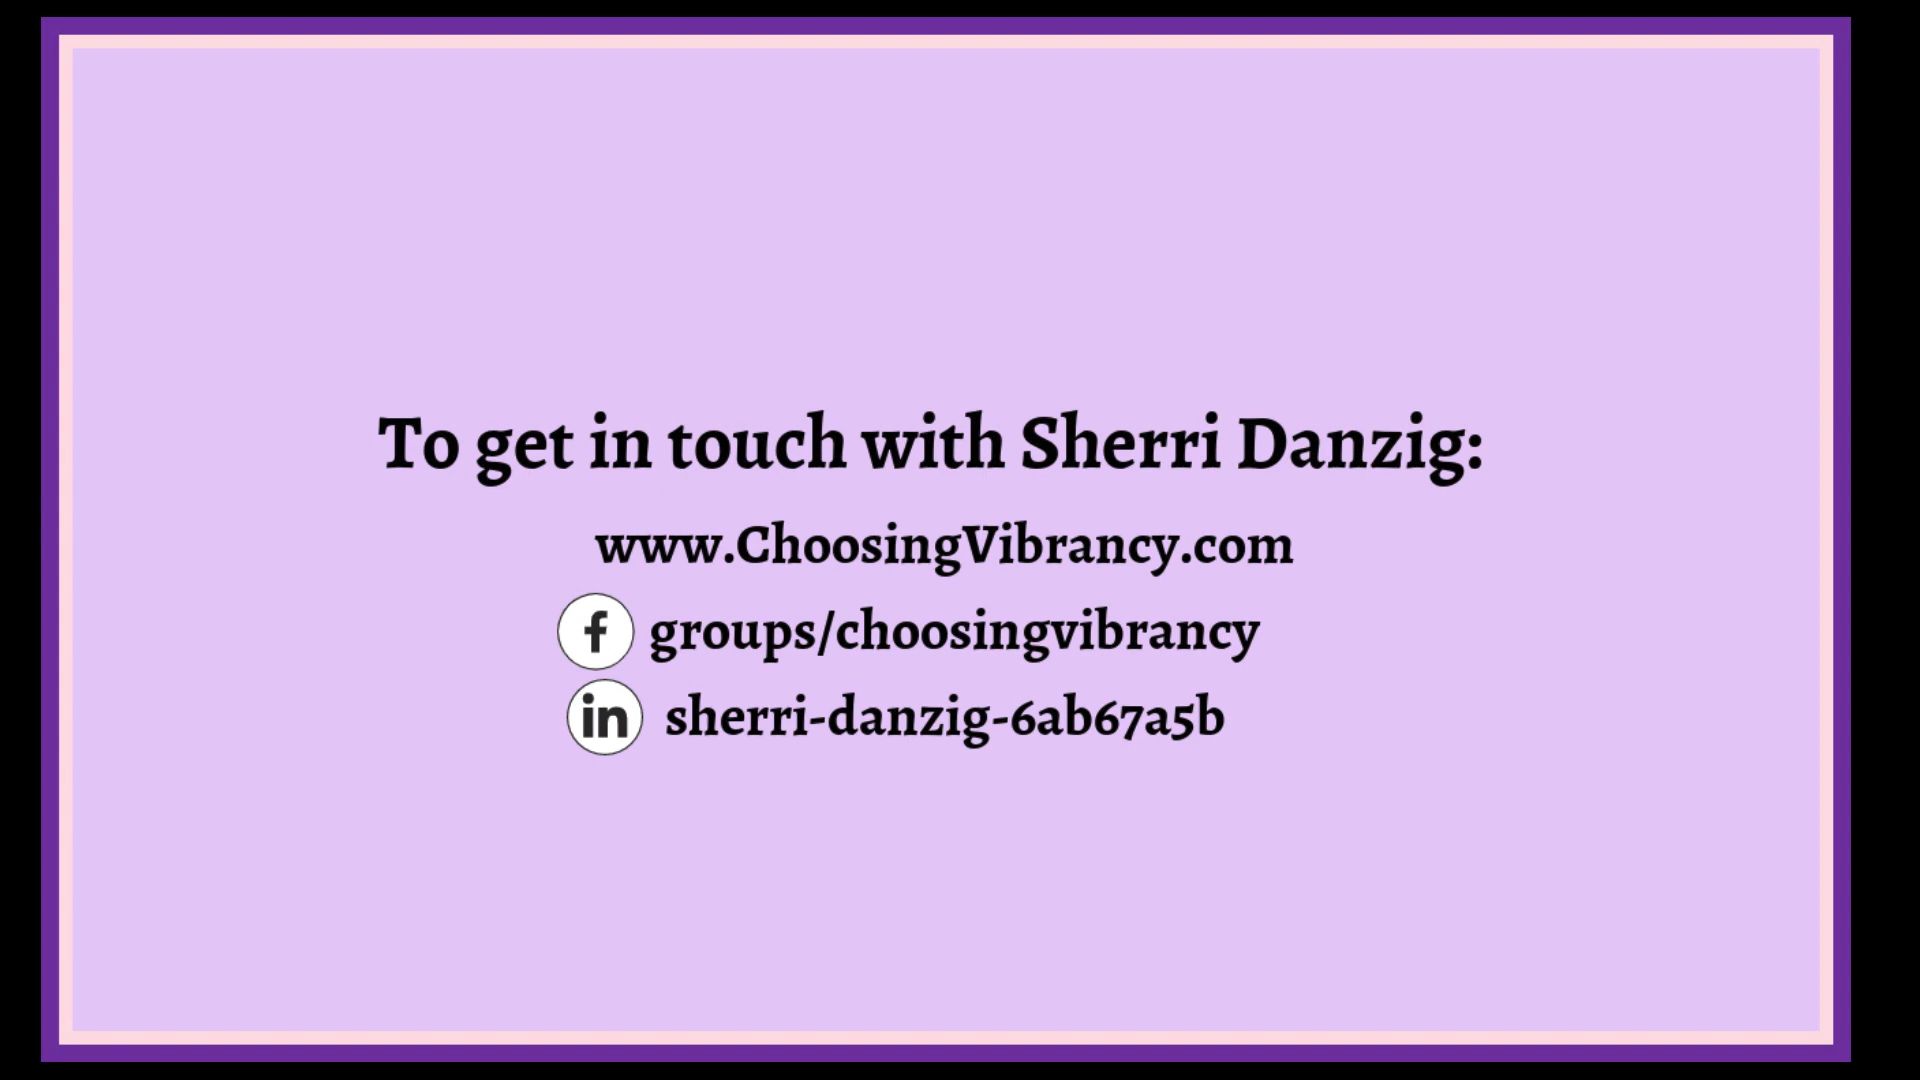 To get in touch with Sherri Danzig:
www.ChoosingVibrancy.com
f groups/choosingvibrancy
in sherri-danzig-6ab67a5b